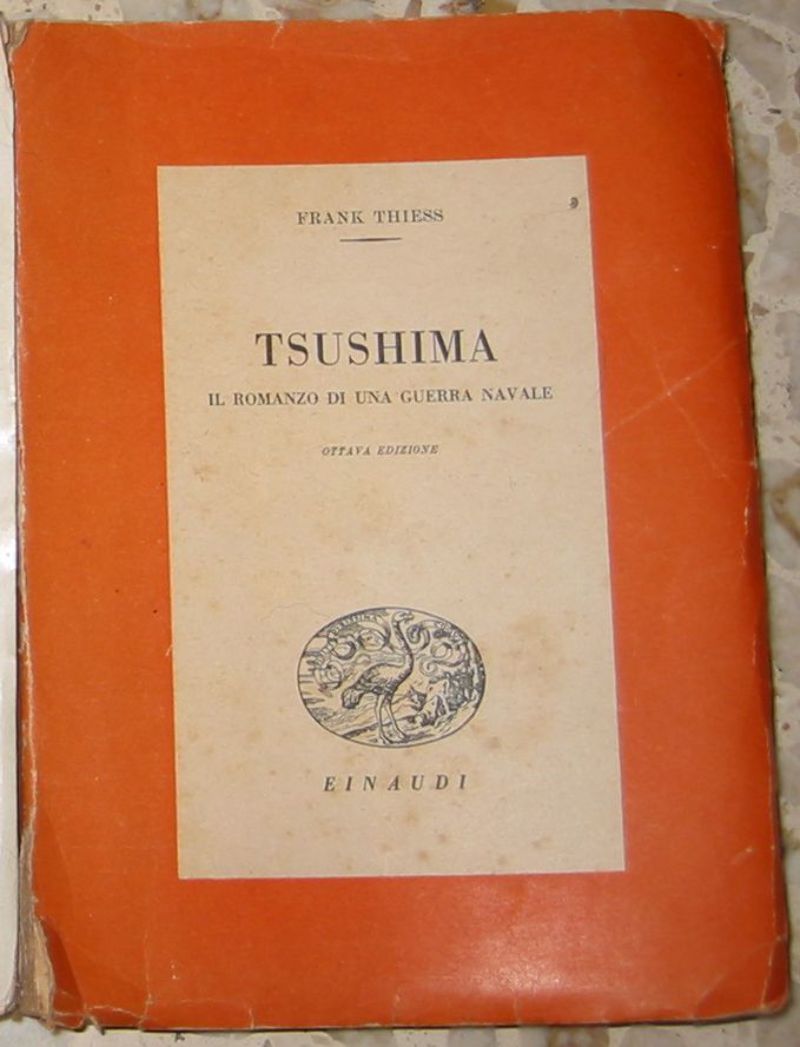 FRANK THIESS
TSUSHIMA
IL ROMANZO DI UNA GUERRA NAVALE
OTTAVA EDIZIONE
EINAUDI